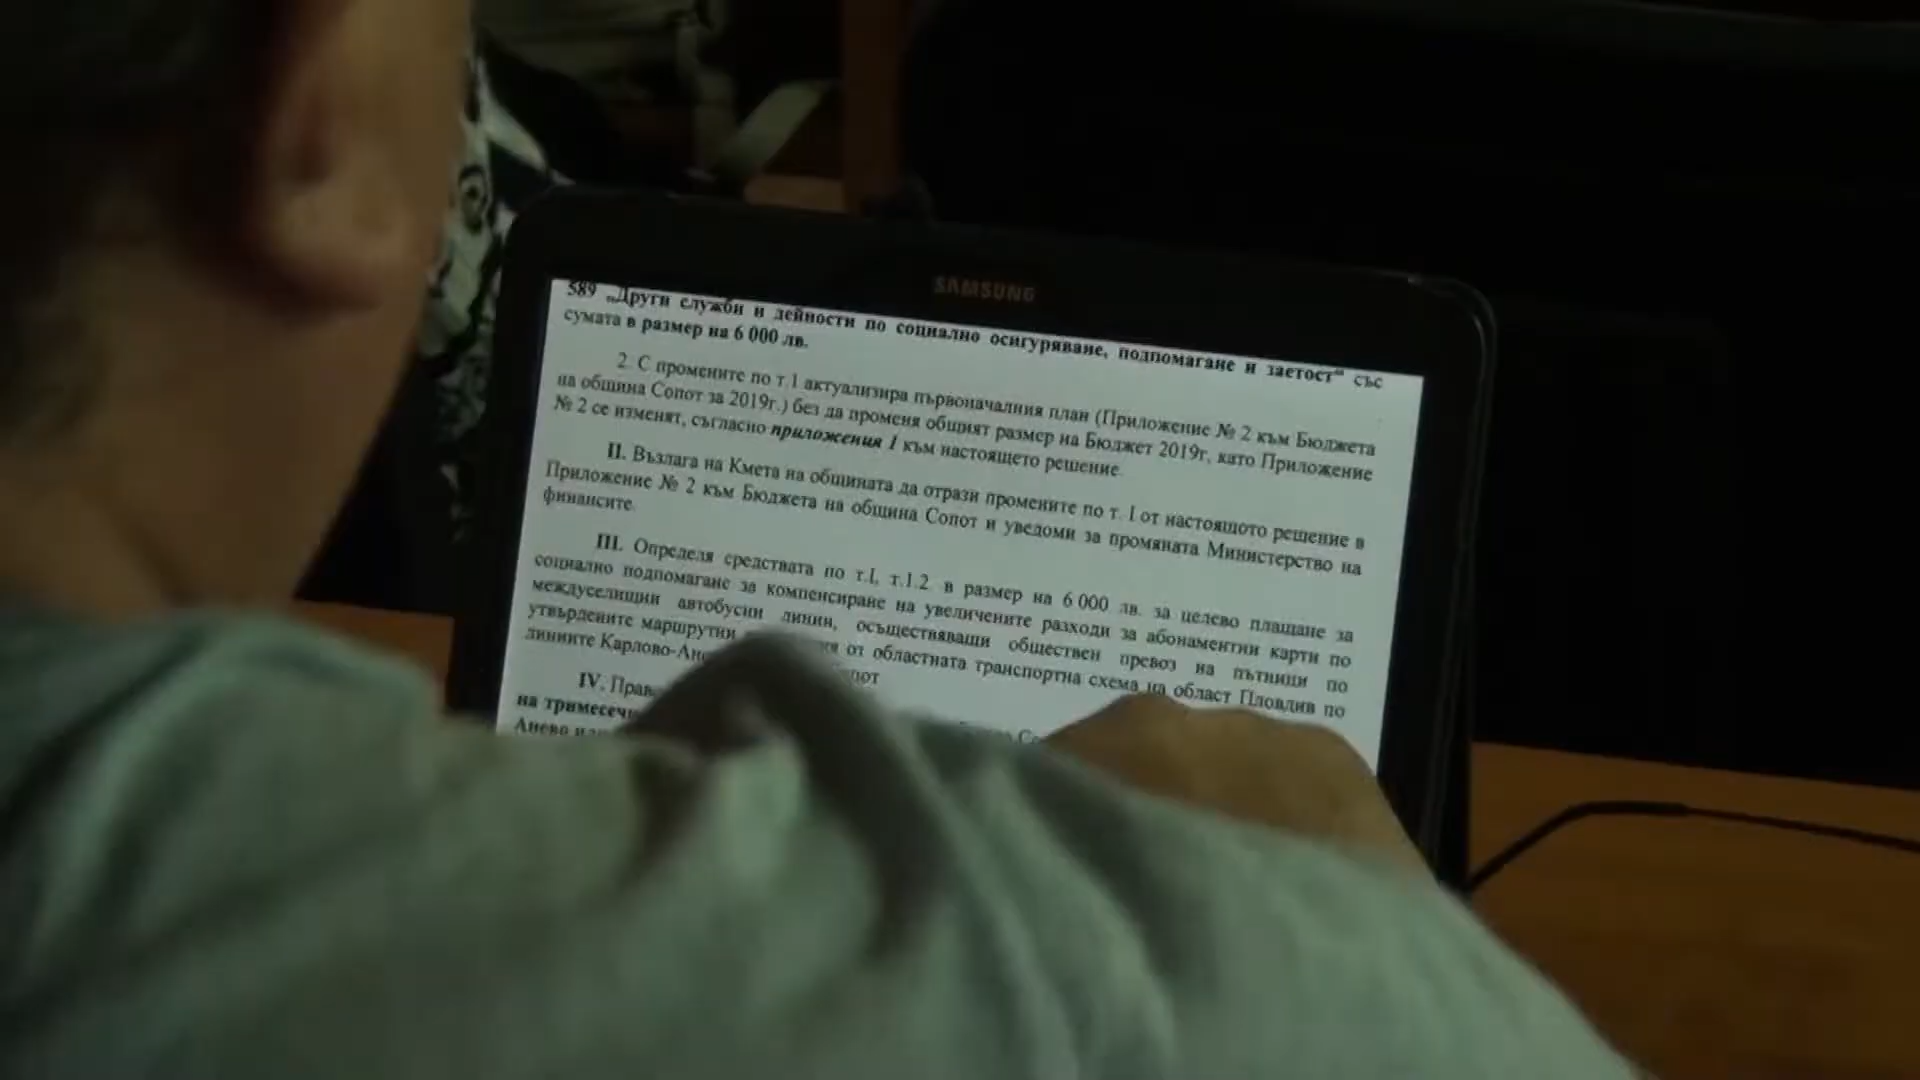 SAMSUNG
589 „Други служби и дейности по социално осигуряване, подпомагане и заетост“ със
сумата в размер на 6 000 лв.
2. С промените по т.1 актуализира първоначалния план (Приложение № 2 към Бюджета
на община Сопот за 2019г.) без да променя общият размер на Бюджет 2019г, като Приложение
№ 2 се изменят, съгласно приложения 1 към настоящето решение.
II. Възлага на Кмета на общината да отрази промените по т. I от настоящото решение в
Приложение № 2 към Бюджета на община Сопот и уведоми за промяната Министерство на
финансите.
III. Определя средствата по т.I, т.1.2. в размер на 6 000 лв. за целево плащане за
социално подпомагане за компенсиране на увеличените разходи за абонаментни карти по
междуселищни автобусни линии, осъществяващи обществен превоз на пътници по
утвърдените маршрутни от областната транспортна схема на област Пловдив по
линиите Карлово-Ане
IV. Прав
на тримесеч
Анево